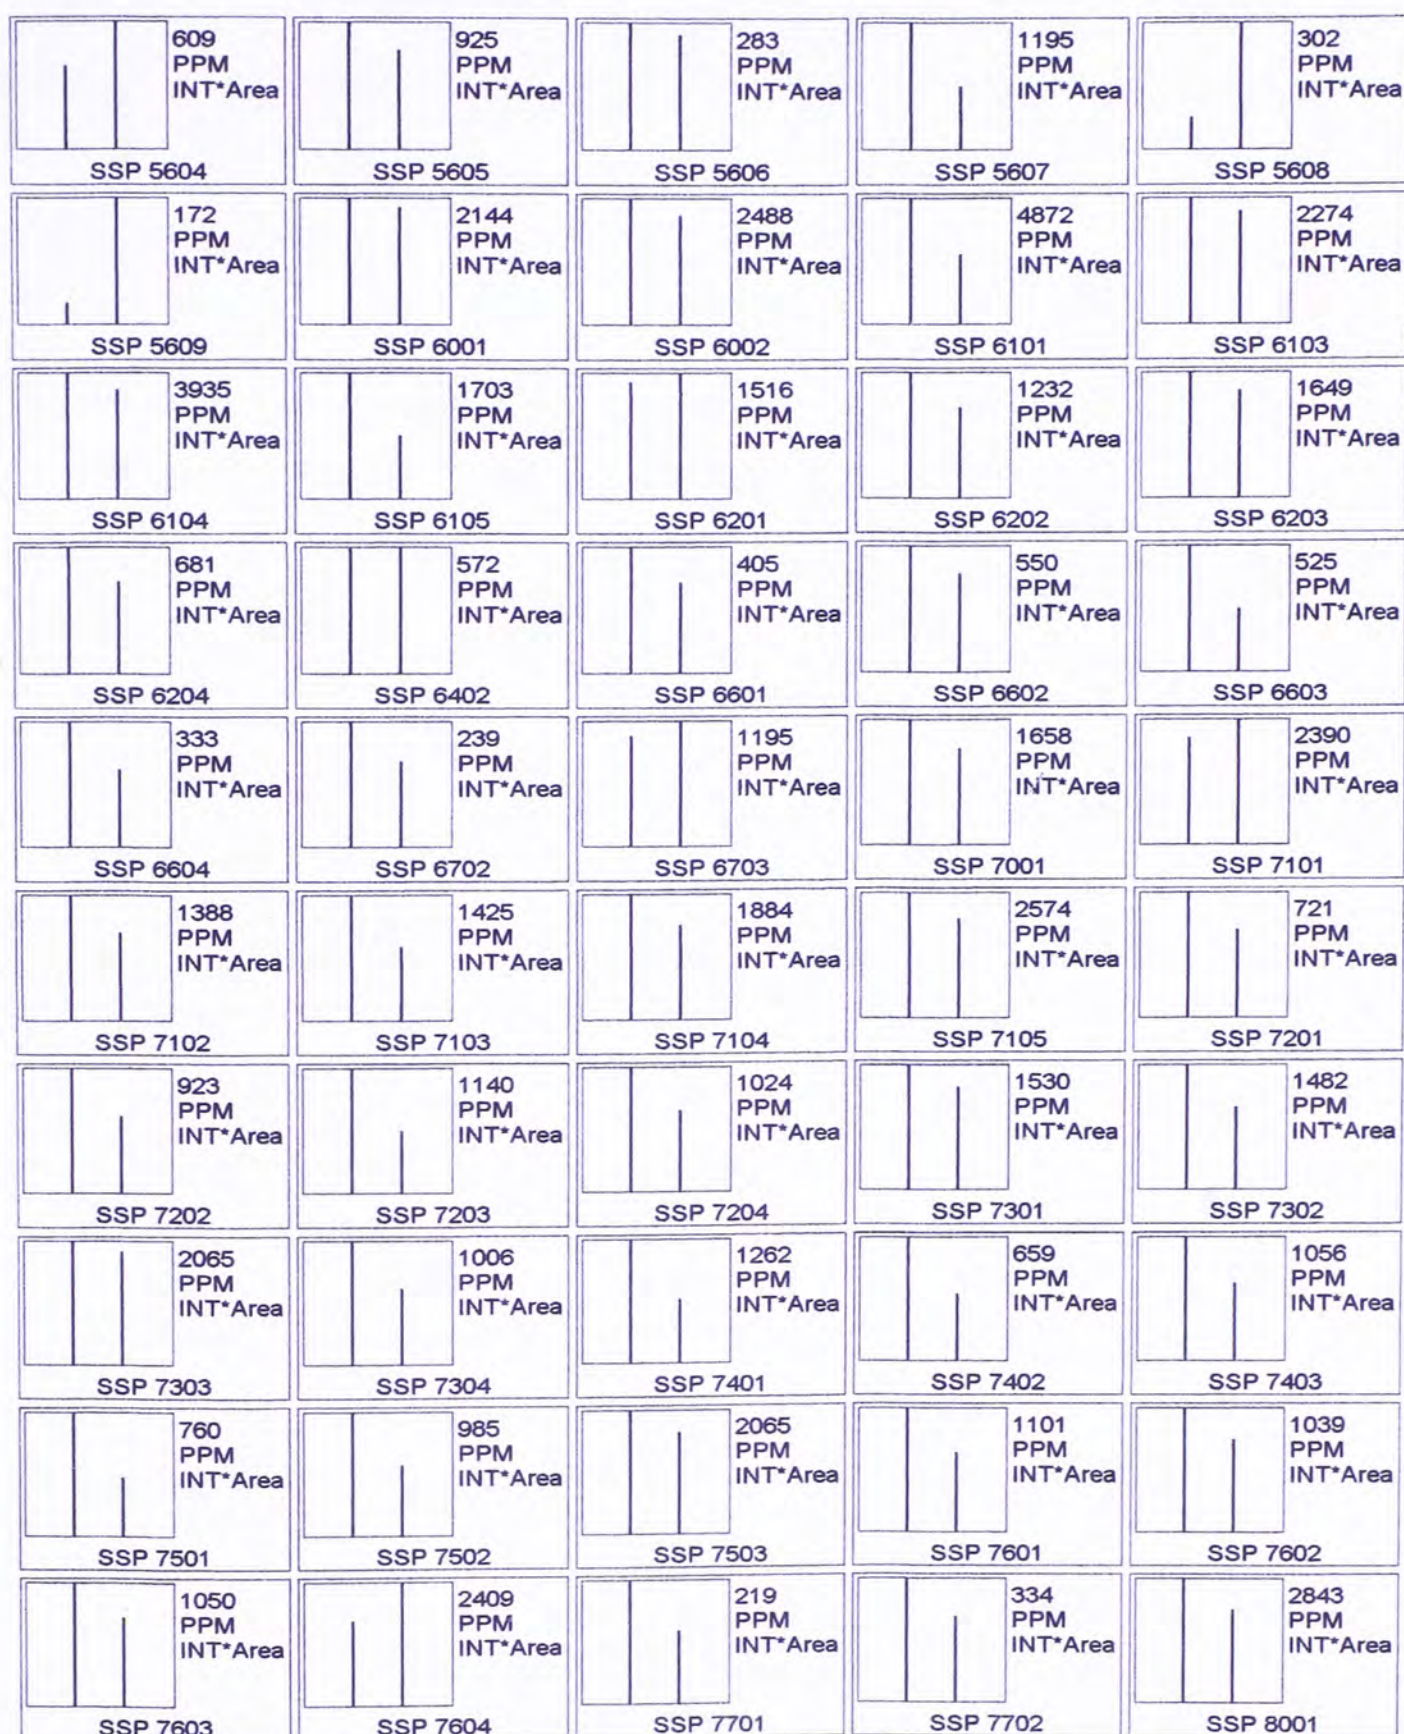 609
PPM
INT*Area
SSP 5604
925
PPM
INT*Area
SSP 5605
283
PPM
INT*Area
SSP 5606
1195
PPM
INT*Area
SSP 5607
302
PPM
INT*Area
SSP 5608
172
PPM
INT*Area
SSP 5609
2144
PPM
INT*Area
SSP 6001
2488
PPM
INT*Area
SSP 6002
4872
PPM
INT*Area
SSP 6101
2274
PPM
INT*Area
SSP 6103
3935
PPM
INT*Area
SSP 6104
1703
PPM
INT*Area
SSP 6105
1516
PPM
INT*Area
SSP 6201
1232
PPM
INT*Area
SSP 6202
1649
PPM
INT*Area
SSP 6203
681
PPM
INT*Area
SSP 6204
572
PPM
INT*Area
SSP 6402
405
PPM
INT*Area
SSP 6601
550
PPM
INT*Area
SSP 6602
525
PPM
INT*Area
SSP 6603
333
PPM
INT*Area
SSP 6604
239
PPM
INT*Area
SSP 6702
1195
PPM
INT*Area
SSP 6703
1658
PPM
INT*Area
SSP 7001
2390
PPM
INT*Area
SSP 7101
1388
PPM
INT*Area
SSP 7102
1425
PPM
INT*Area
SSP 7103
1884
PPM
INT*Area
SSP 7104
2574
PPM
INT*Area
SSP 7105
721
PPM
INT*Area
SSP 7201
923
PPM
INT*Area
SSP 7202
1140
PPM
INT*Area
SSP 7203
1024
PPM
INT*Area
SSP 7204
1530
PPM
INT*Area
SSP 7301
1482
PPM
INT*Area
SSP 7302
2065
PPM
INT*Area
SSP 7303
1006
PPM
INT*Area
SSP 7304
1262
PPM
INT*Area
SSP 7401
659
PPM
INT*Area
SSP 7402
1056
PPM
INT*Area
SSP 7403
760
PPM
INT*Area
SSP 7501
985
PPM
INT*Area
SSP 7502
2065
PPM
INT*Area
SSP 7503
1101
PPM
INT*Area
SSP 7601
1039
PPM
INT*Area
SSP 7602
1050
PPM
INT*Area
SSP 7603
2409
PPM
INT*Area
SSP 7604
219
PPM
INT*Area
SSP 7701
334
PPM
INT*Area
SSP 7702
2843
PPM
INT*Area
SSP 8001